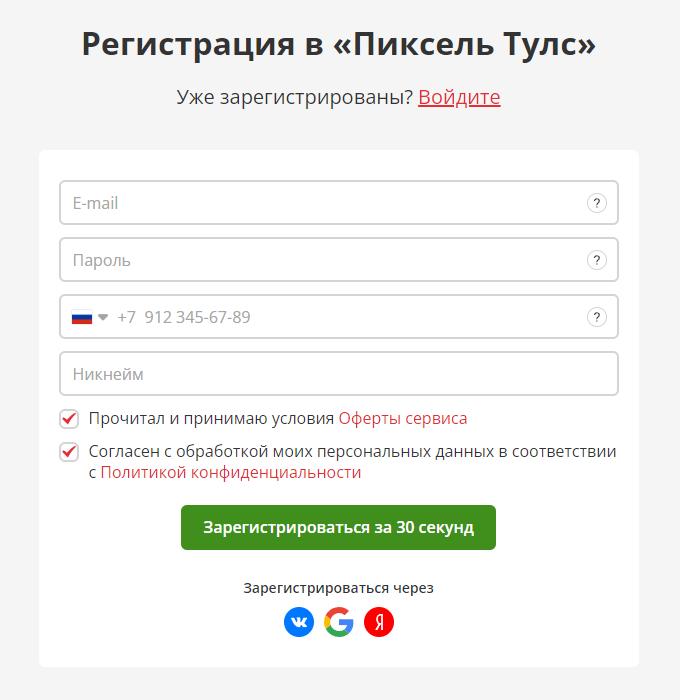 Регистрация в «Пиксель Тулс»
Уже зарегистрированы? Войдите
E-mail
?
Пароль
?
+7 912 345-67-89
?
Никнейм
Прочитал и принимаю условия Оферты сервиса
Согласен с обработкой моих персональных данных в соответствии
с Политикой конфиденциальности
Зарегистрироваться за 30 секунд
Зарегистрироваться через
G Я